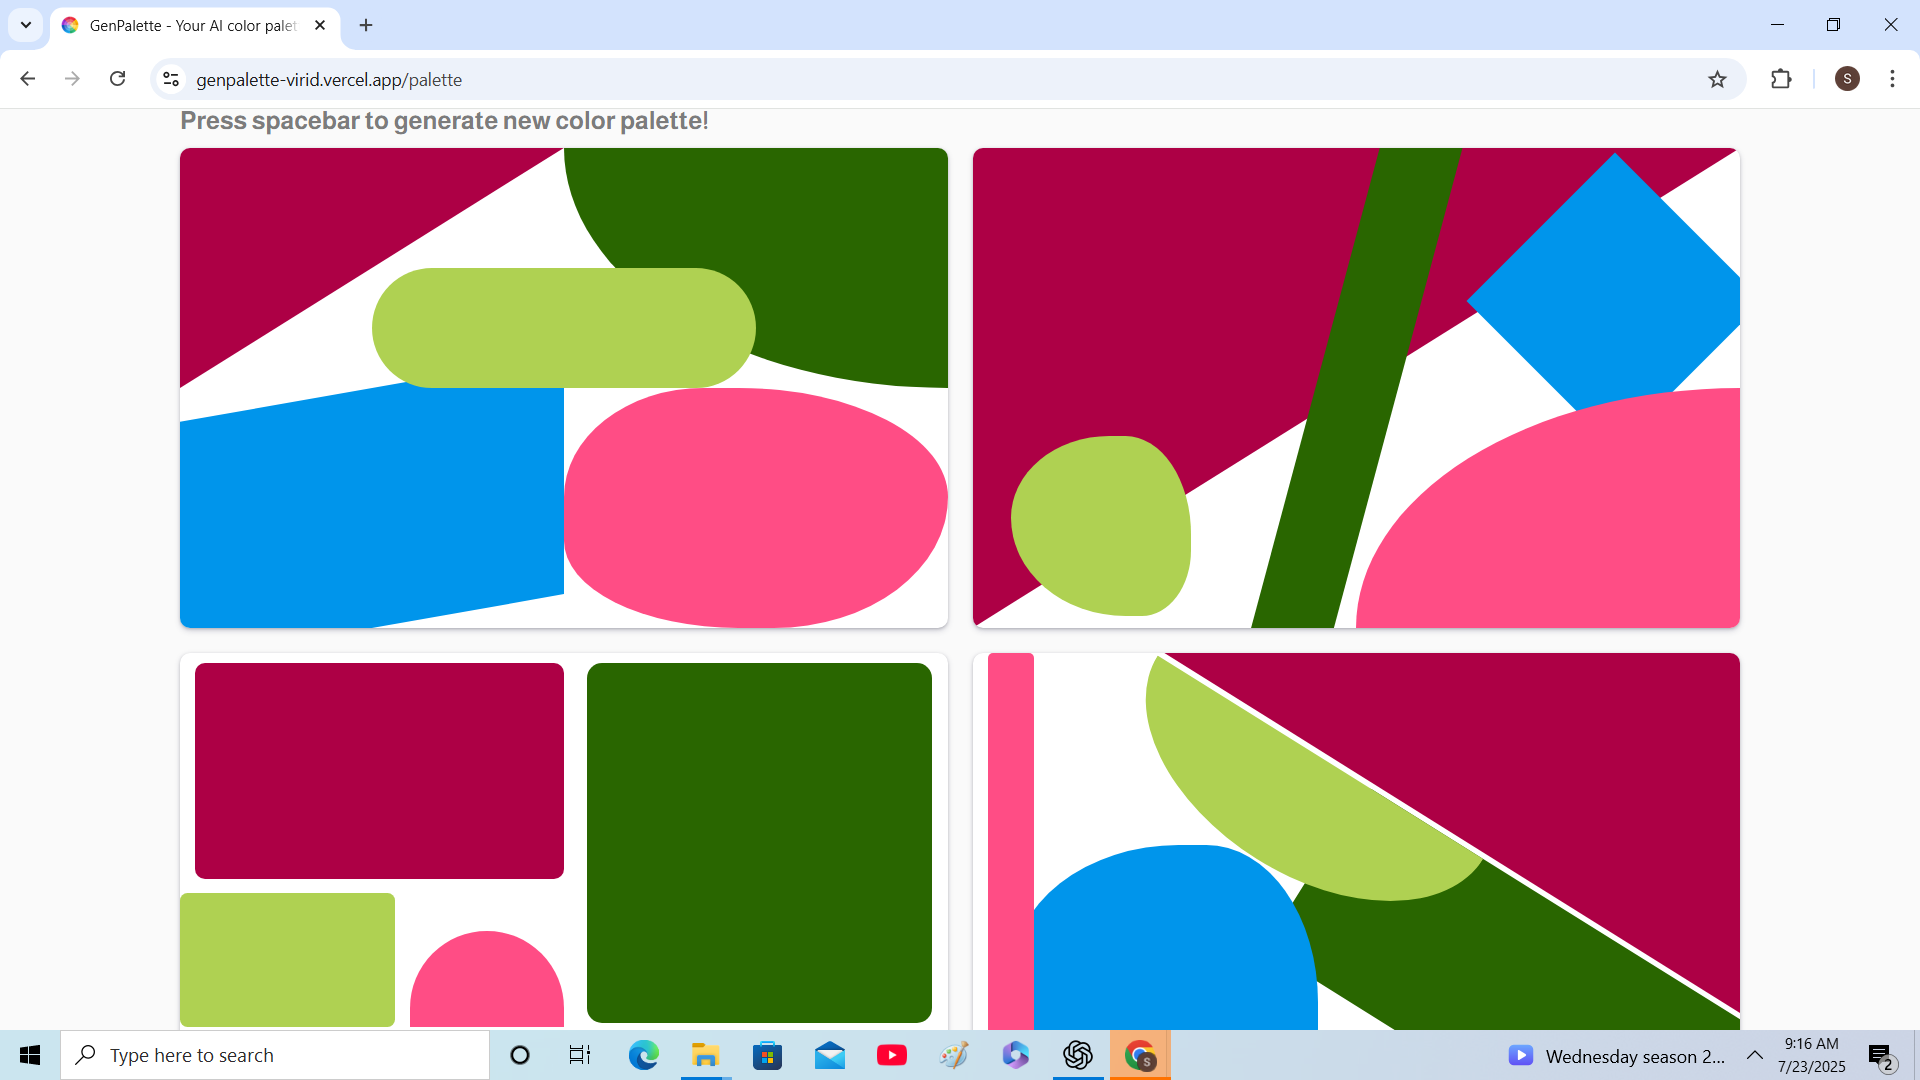 GenPalette - Your AI color palet
genpalette-virid.vercel.app/palette
S
Press spacebar to generate new color palette!
Type here to search
S
Wednesday season 2...
9:16 AM
7/23/2025
2